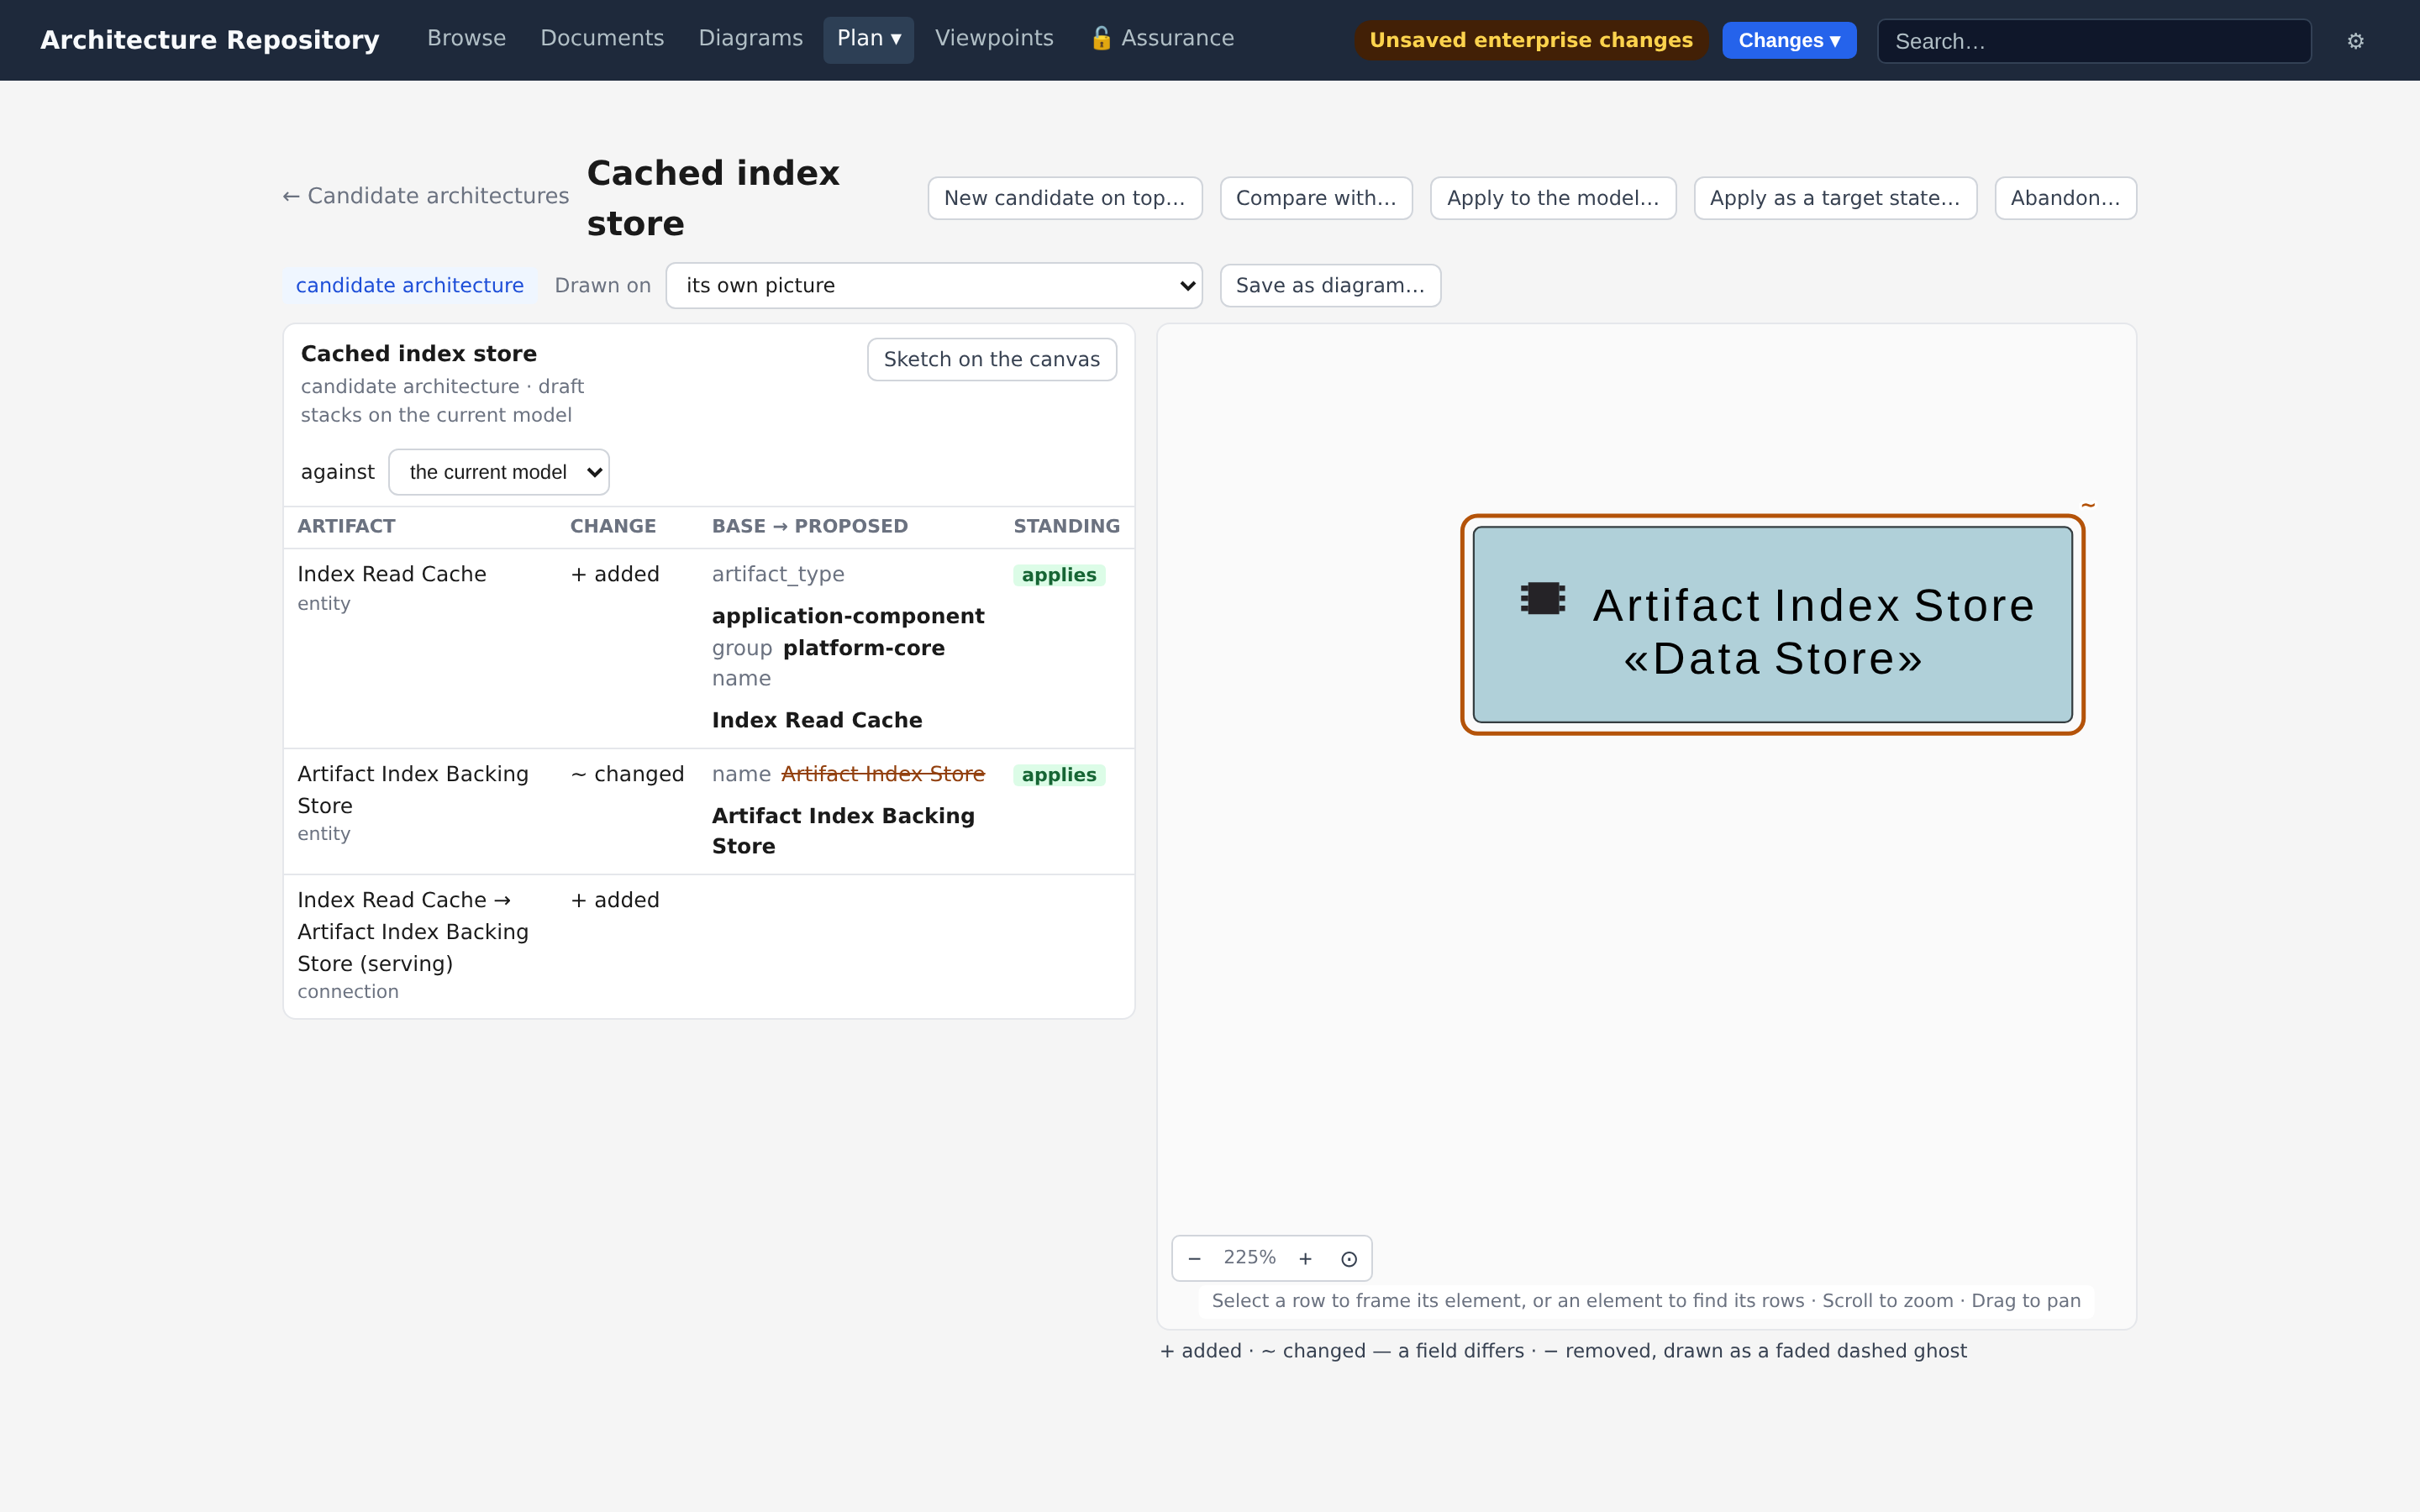 Architecture Repository
Browse
Documents
Diagrams
Plan ▾
Viewpoints
🔓 Assurance
Unsaved enterprise changes
Changes ▾
Search…
⚙
← Candidate architectures
Cached index
store
New candidate on top…
Compare with…
Apply to the model…
Apply as a target state…
Abandon…
candidate architecture
Drawn on
its own picture
Save as diagram…
Cached index store
Sketch on the canvas
candidate architecture · draft
stacks on the current model
against
the current model
ARTIFACT CHANGE BASE → PROPOSED STANDING
Index Read Cache
entity
+ added
artifact_type
application-component
group platform-core
name
Index Read Cache
applies
Artifact Index Backing
Store
entity
~ changed
name Artifact Index Store
Artifact Index Backing
Store
applies
Index Read Cache →
Artifact Index Backing
Store (serving)
connection
+ added
~
Artifact Index Store
«Data Store»
− 225% + ⊙
Select a row to frame its element, or an element to find its rows · Scroll to zoom · Drag to pan
+ added · ~ changed — a field differs · − removed, drawn as a faded dashed ghost